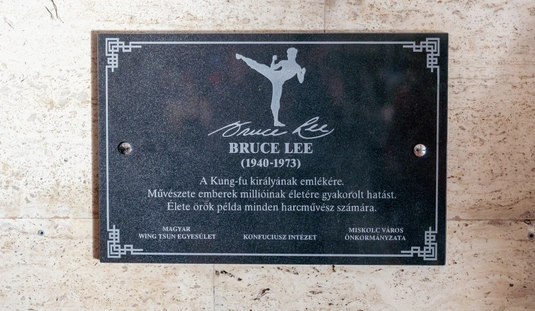 Bruce Lee
BRUCE LEE
(1940-1973)
A Kung-fu királyának emlékére.
Művészete emberek millióinak életére gyakorolt hatást.
Élete örök példa minden harcművész számára.
MAGYAR
WING TSUN EGYESÜLET
KONFUCIUSZ INTÉZET
MISKOLC VÁROS
ÖNKORMÁNYZATA